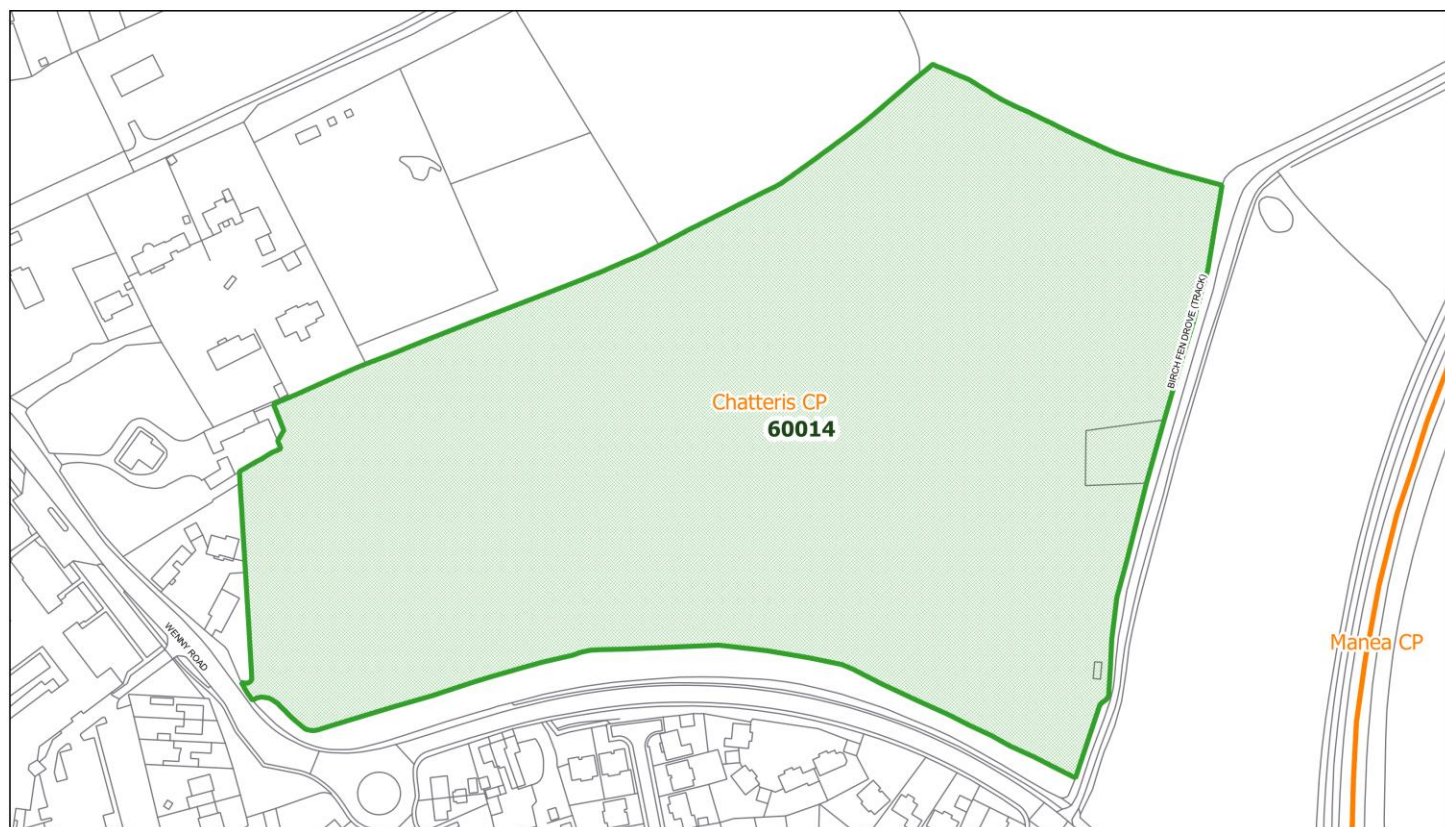 BIRCH FEN DROVE (TRACK)
Chatteris CP
60014
WENNY ROAD
Manea CP